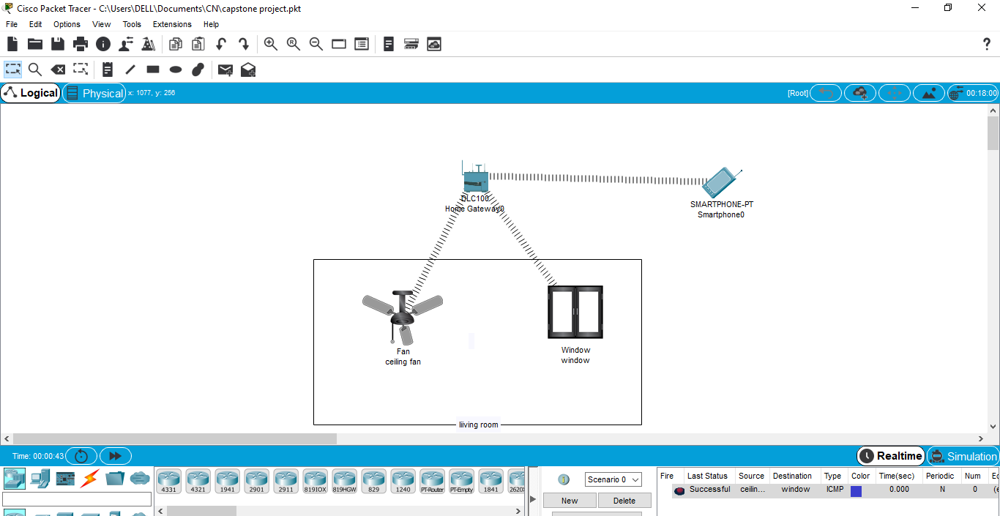 Cisco Packet Tracer - C:\Users\DELL\Documents\CN\capstone project.pkt
File Edit Options View Tools Extensions Help
Logical Physical x: 1077, y: 256 [Root] 00:18:00
DLC100
Home Gateway0
SMARTPHONE-PT
Smartphone0
Fan
ceiling fan
Window
window
liiving room
Time: 00:00:43 Realtime Simulation
4331 4321 1941 2901 2911 819IOX 819HGW 829 1240 PT-Router PT-Empty 1841 2620
Scenario 0
New Delete
Fire Last Status Source Destination Type Color Time(sec) Periodic Num
Successful ceilin... window ICMP 0.000 N 0